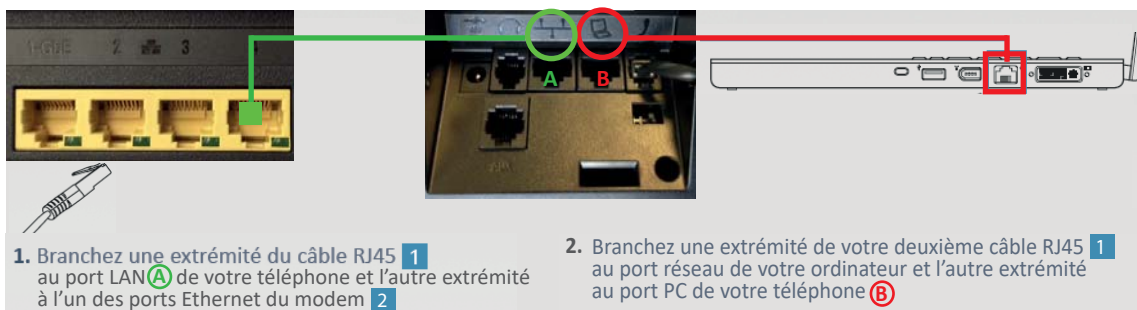 1-GbE 2 3 4
A B
1. Branchez une extrémité du câble RJ45 1
au port LAN A de votre téléphone et l'autre extrémité
à l'un des ports Ethernet du modem 2
2. Branchez une extrémité de votre deuxième câble RJ45 1
au port réseau de votre ordinateur et l'autre extrémité
au port PC de votre téléphone B